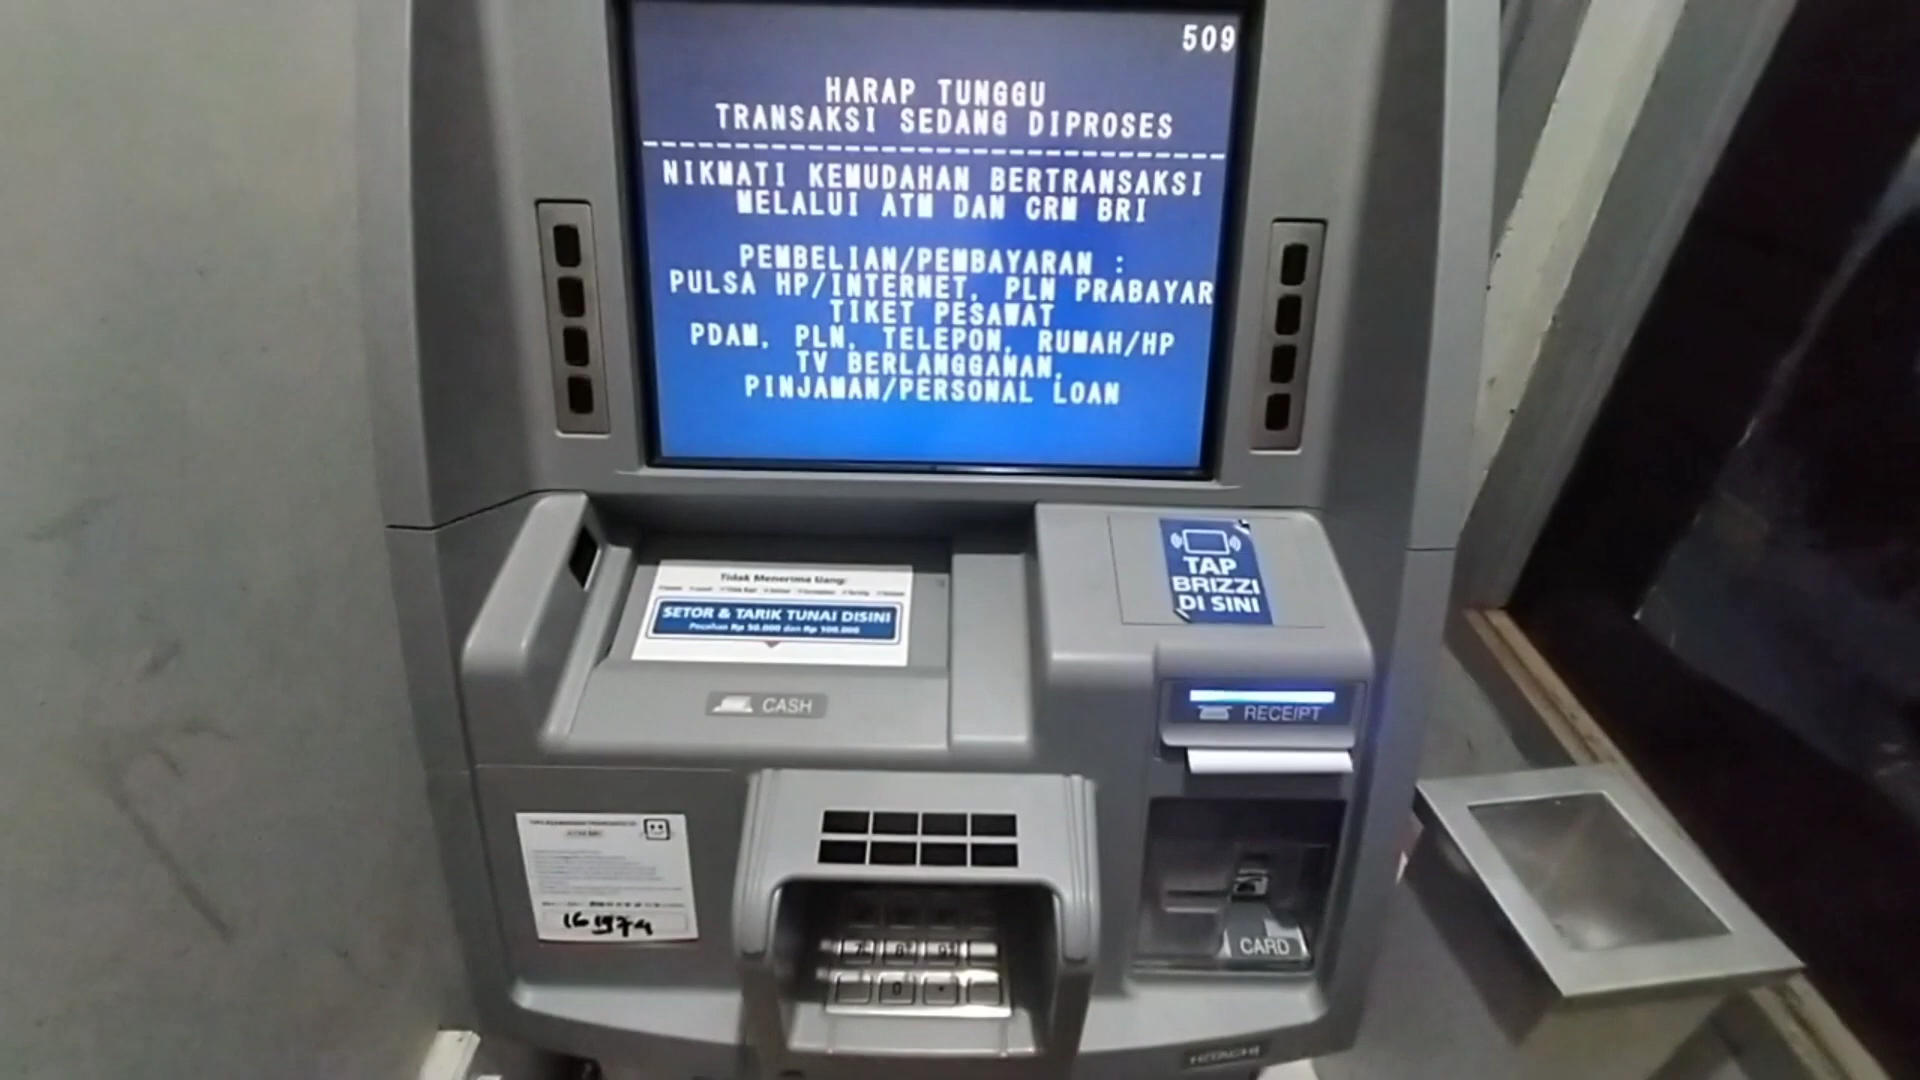 509
HARAP TUNGGU
TRANSAKSI SEDANG DIPROSES
NIKMATI KEMUDAHAN BERTRANSAKSI
MELALUI ATM DAN CRM BRI
PEMBELIAN/PEMBAYARAN :
PULSA HP/INTERNET, PLN PRABAYAR
TIKET PESAWAT
PDAM, PLN, TELEPON, RUMAH/HP
TV BERLANGGANAN,
PINJAMAN/PERSONAL LOAN
TAP
BRIZZI
DI SINI
Tidak Menerima Uang:
SETOR & TARIK TUNAI DISINI
Pecahan Rp 50.000 dan Rp 100.000
CASH
RECEIPT
CARD
0
HITACHI